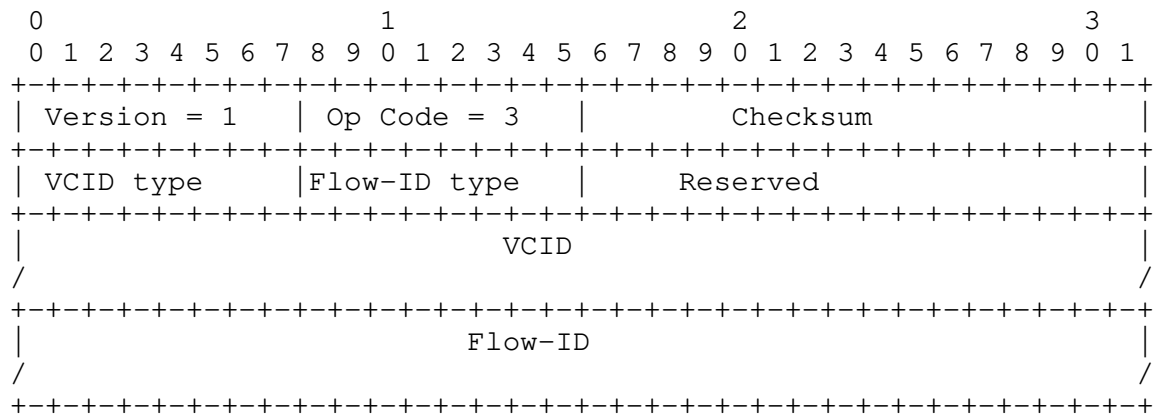 0                   1                   2                   3
 0 1 2 3 4 5 6 7 8 9 0 1 2 3 4 5 6 7 8 9 0 1 2 3 4 5 6 7 8 9 0 1
+-+-+-+-+-+-+-+-+-+-+-+-+-+-+-+-+-+-+-+-+-+-+-+-+-+-+-+-+-+-+-+-+
| Version = 1   | Op Code = 3   |        Checksum               |
+-+-+-+-+-+-+-+-+-+-+-+-+-+-+-+-+-+-+-+-+-+-+-+-+-+-+-+-+-+-+-+-+
| VCID type     |Flow-ID type   |     Reserved                  |
+-+-+-+-+-+-+-+-+-+-+-+-+-+-+-+-+-+-+-+-+-+-+-+-+-+-+-+-+-+-+-+-+
|                           VCID                                |
/                                                               /
+-+-+-+-+-+-+-+-+-+-+-+-+-+-+-+-+-+-+-+-+-+-+-+-+-+-+-+-+-+-+-+-+
|                         Flow-ID                               |
/                                                               /
+-+-+-+-+-+-+-+-+-+-+-+-+-+-+-+-+-+-+-+-+-+-+-+-+-+-+-+-+-+-+-+-+